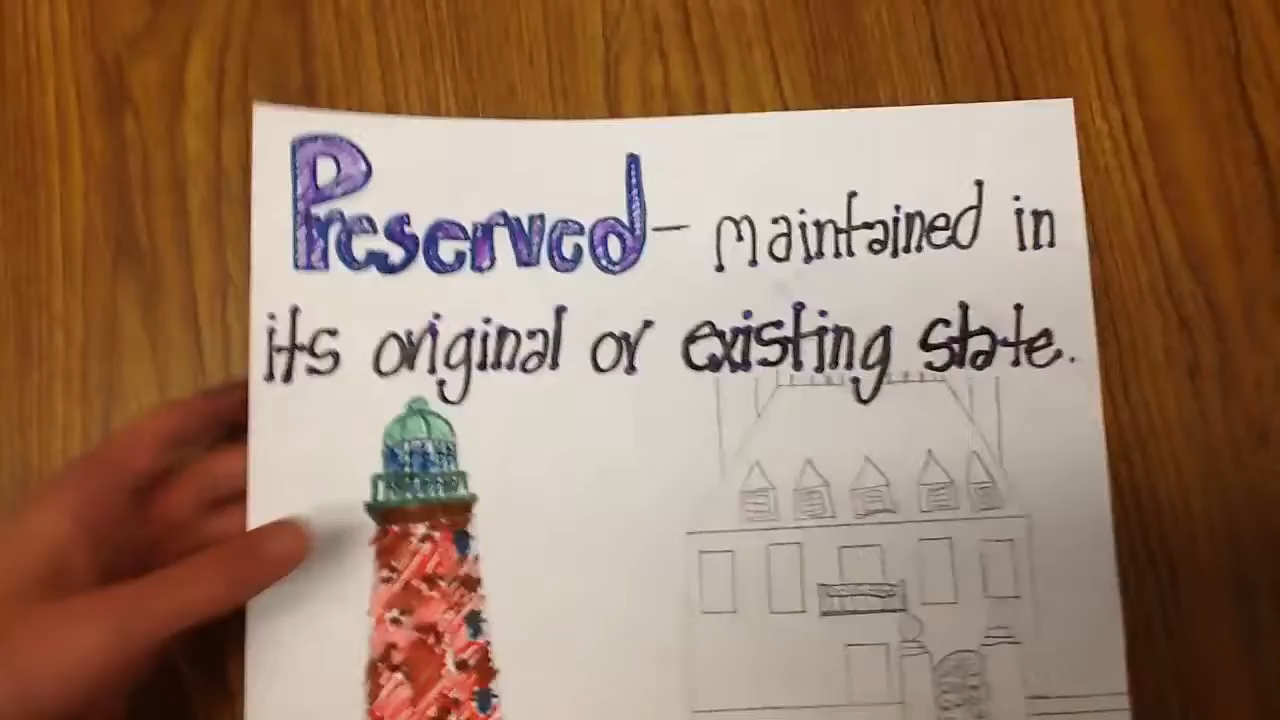 Preserved - maintained in
its original or existing state.